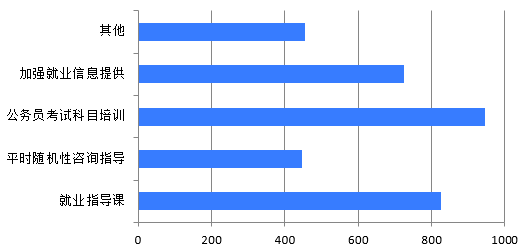 其他
加强就业信息提供
公务员考试科目培训
平时随机性咨询指导
就业指导课
0 200 400 600 800 1000